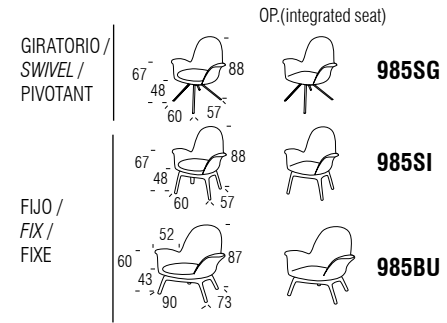 OP.(integrated seat)
GIRATORIO /
SWIVEL /
PIVOTANT
67
48
88
60
57
985SG
67
48
88
60
57
985SI
FIJO /
FIX /
FIXE
52
60
43
87
90
73
985BU